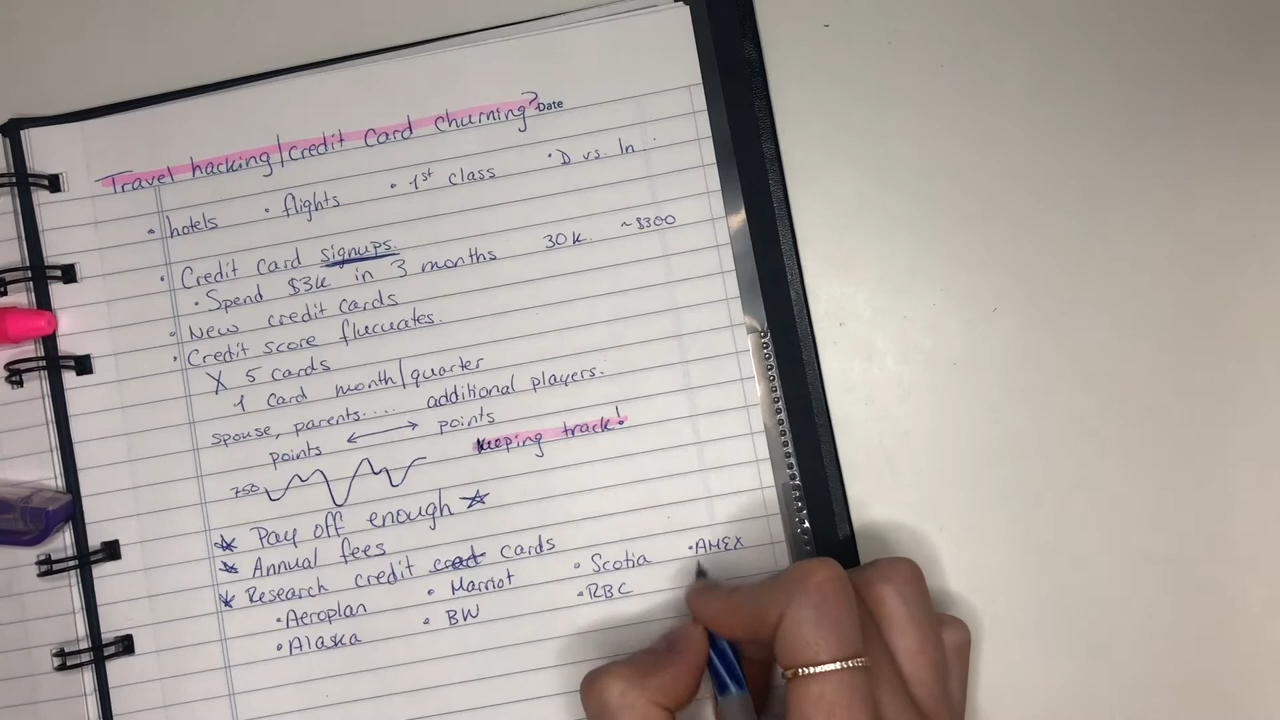 Travel hacking/credit card churning? Date
• hotels • flights • 1st class • D vs. In
• Credit card signups.
• Spend $3k in 3 months 30k. ~$300
• New credit cards
• Credit score flucuates.
X 5 cards
1 card month/quarter
spouse, parents.... additional players.
points ⟷ points
keeping track!
750
* Pay off enough ☆
* Annual fees
* Research credit cards
• Aeroplan • Marriot • Scotia • AMEX
• Alaska • BW • RBC